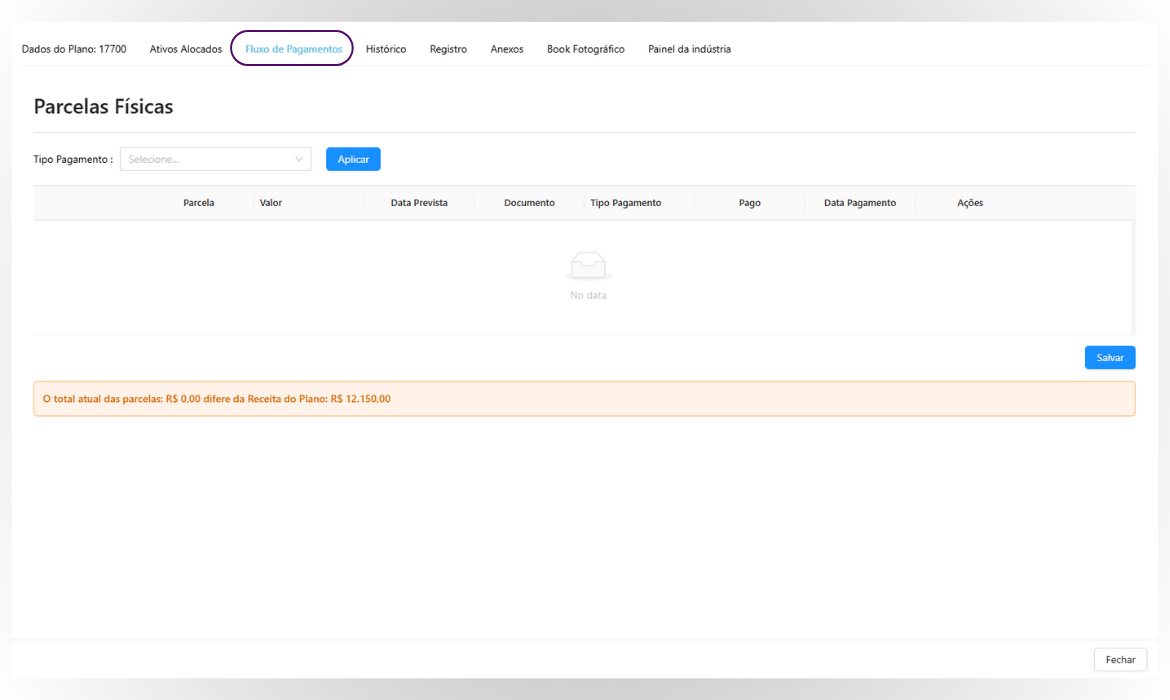 Dados do Plano: 17700 Ativos Alocados Fluxo de Pagamentos Histórico Registro Anexos Book Fotográfico Painel da indústria
Parcelas Físicas
Tipo Pagamento : Selecione... Aplicar
Parcela Valor Data Prevista Documento Tipo Pagamento Pago Data Pagamento Ações
No data
Salvar
O total atual das parcelas: R$ 0,00 difere da Receita do Plano: R$ 12.150,00
Fechar